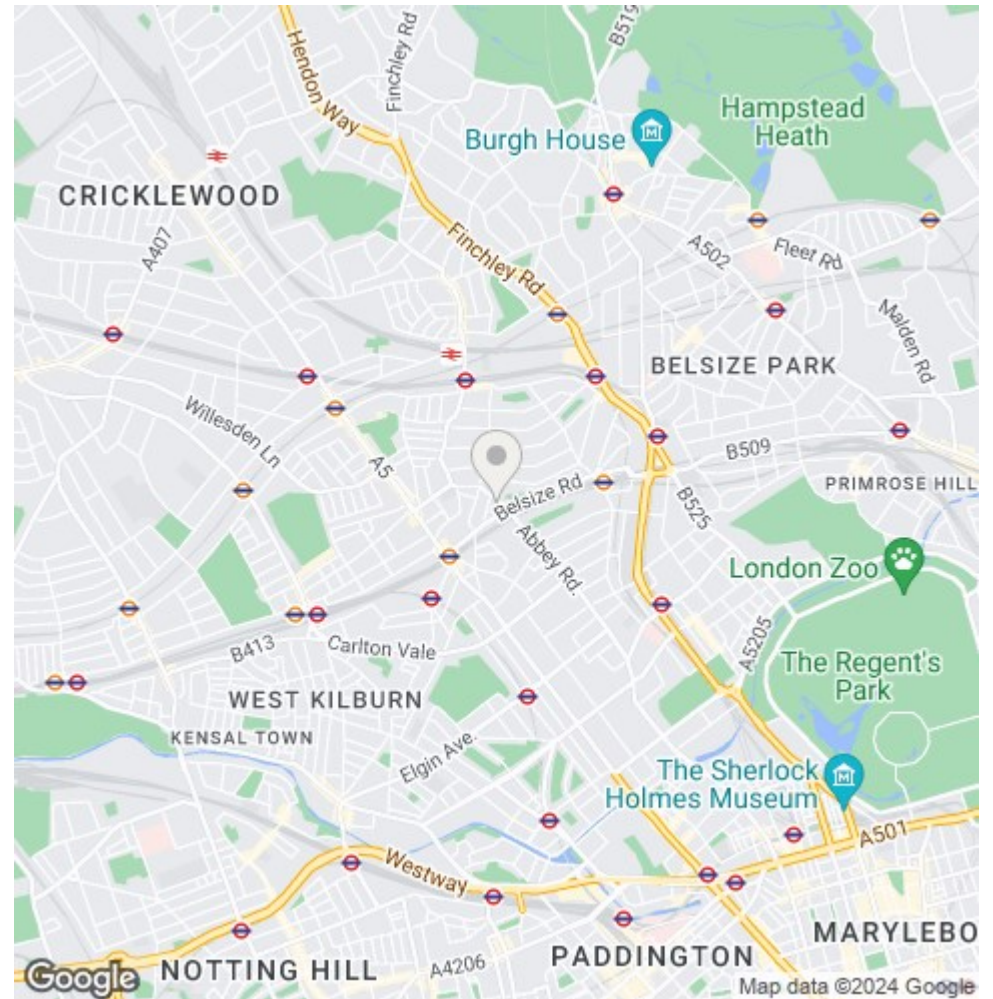 B519
Finchley Rd
Hendon Way
Burgh House
Hampstead
Heath
CRICKLEWOOD
A407
Finchley Rd
A502
Fleet Rd
Malden Rd
BELSIZE PARK
Willesden Ln
A5
B509
Belsize Rd
B525
PRIMROSE HILL
Abbey Rd.
London Zoo
A5205
B413
Carlton Vale
The Regent's
Park
WEST KILBURN
KENSAL TOWN
Elgin Ave.
The Sherlock
Holmes Museum
A501
Westway
MARYLEBO
PADDINGTON
NOTTING HILL
A4206
Google
Map data ©2024 Google